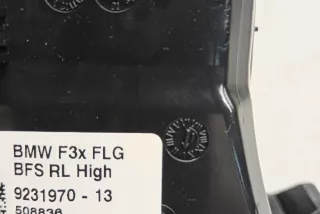 BMW F3x FLG
BFS RL High
9231970 - 13
508836